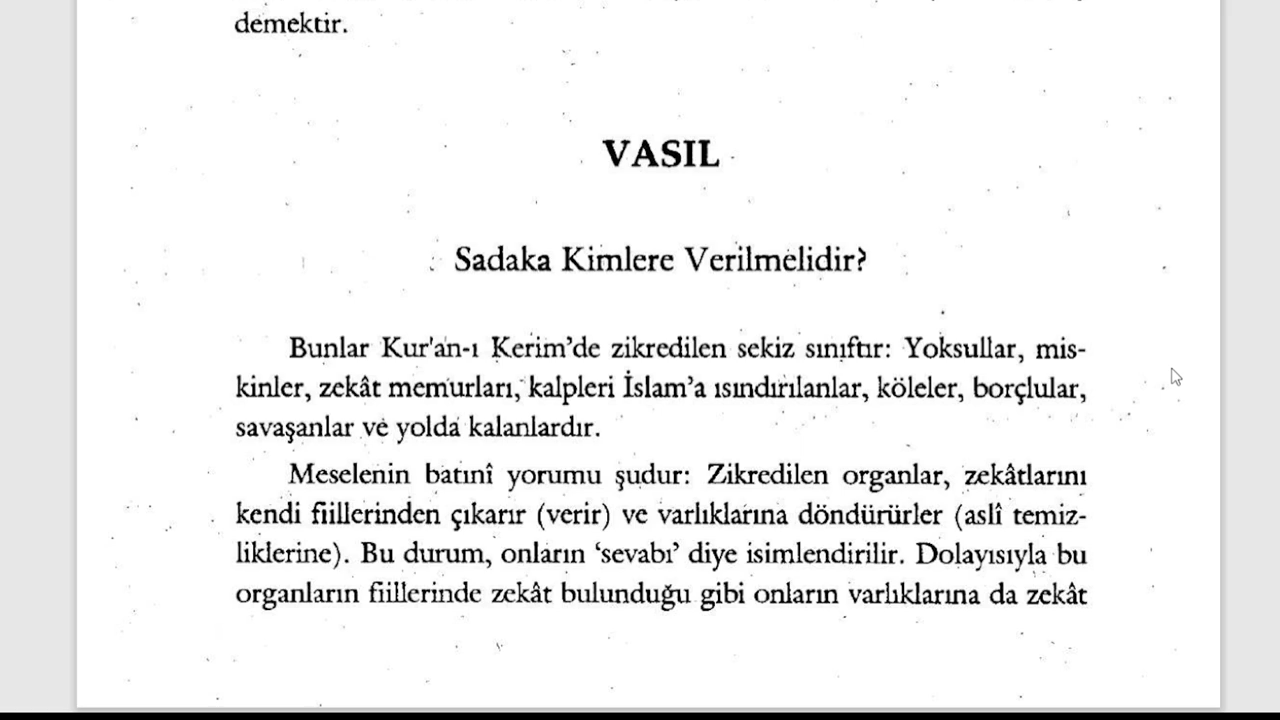 demektir.
VASIL
Sadaka Kimlere Verilmelidir?
Bunlar Kur'an-ı Kerim’de zikredilen sekiz sınıftır: Yoksullar, mis-
kinler, zekât memurları, kalpleri İslam’a ısındırılanlar, köleler, borçlular,
savaşanlar ve yolda kalanlardır.
Meselenin batınî yorumu şudur: Zikredilen organlar, zekâtlarını
kendi fiillerinden çıkarır (verir) ve varlıklarına döndürürler (aslî temiz-
liklerine). Bu durum, onların ‘sevabı’ diye isimlendirilir. Dolayısıyla bu
organların fiillerinde zekât bulunduğu gibi onların varlıklarına da zekât